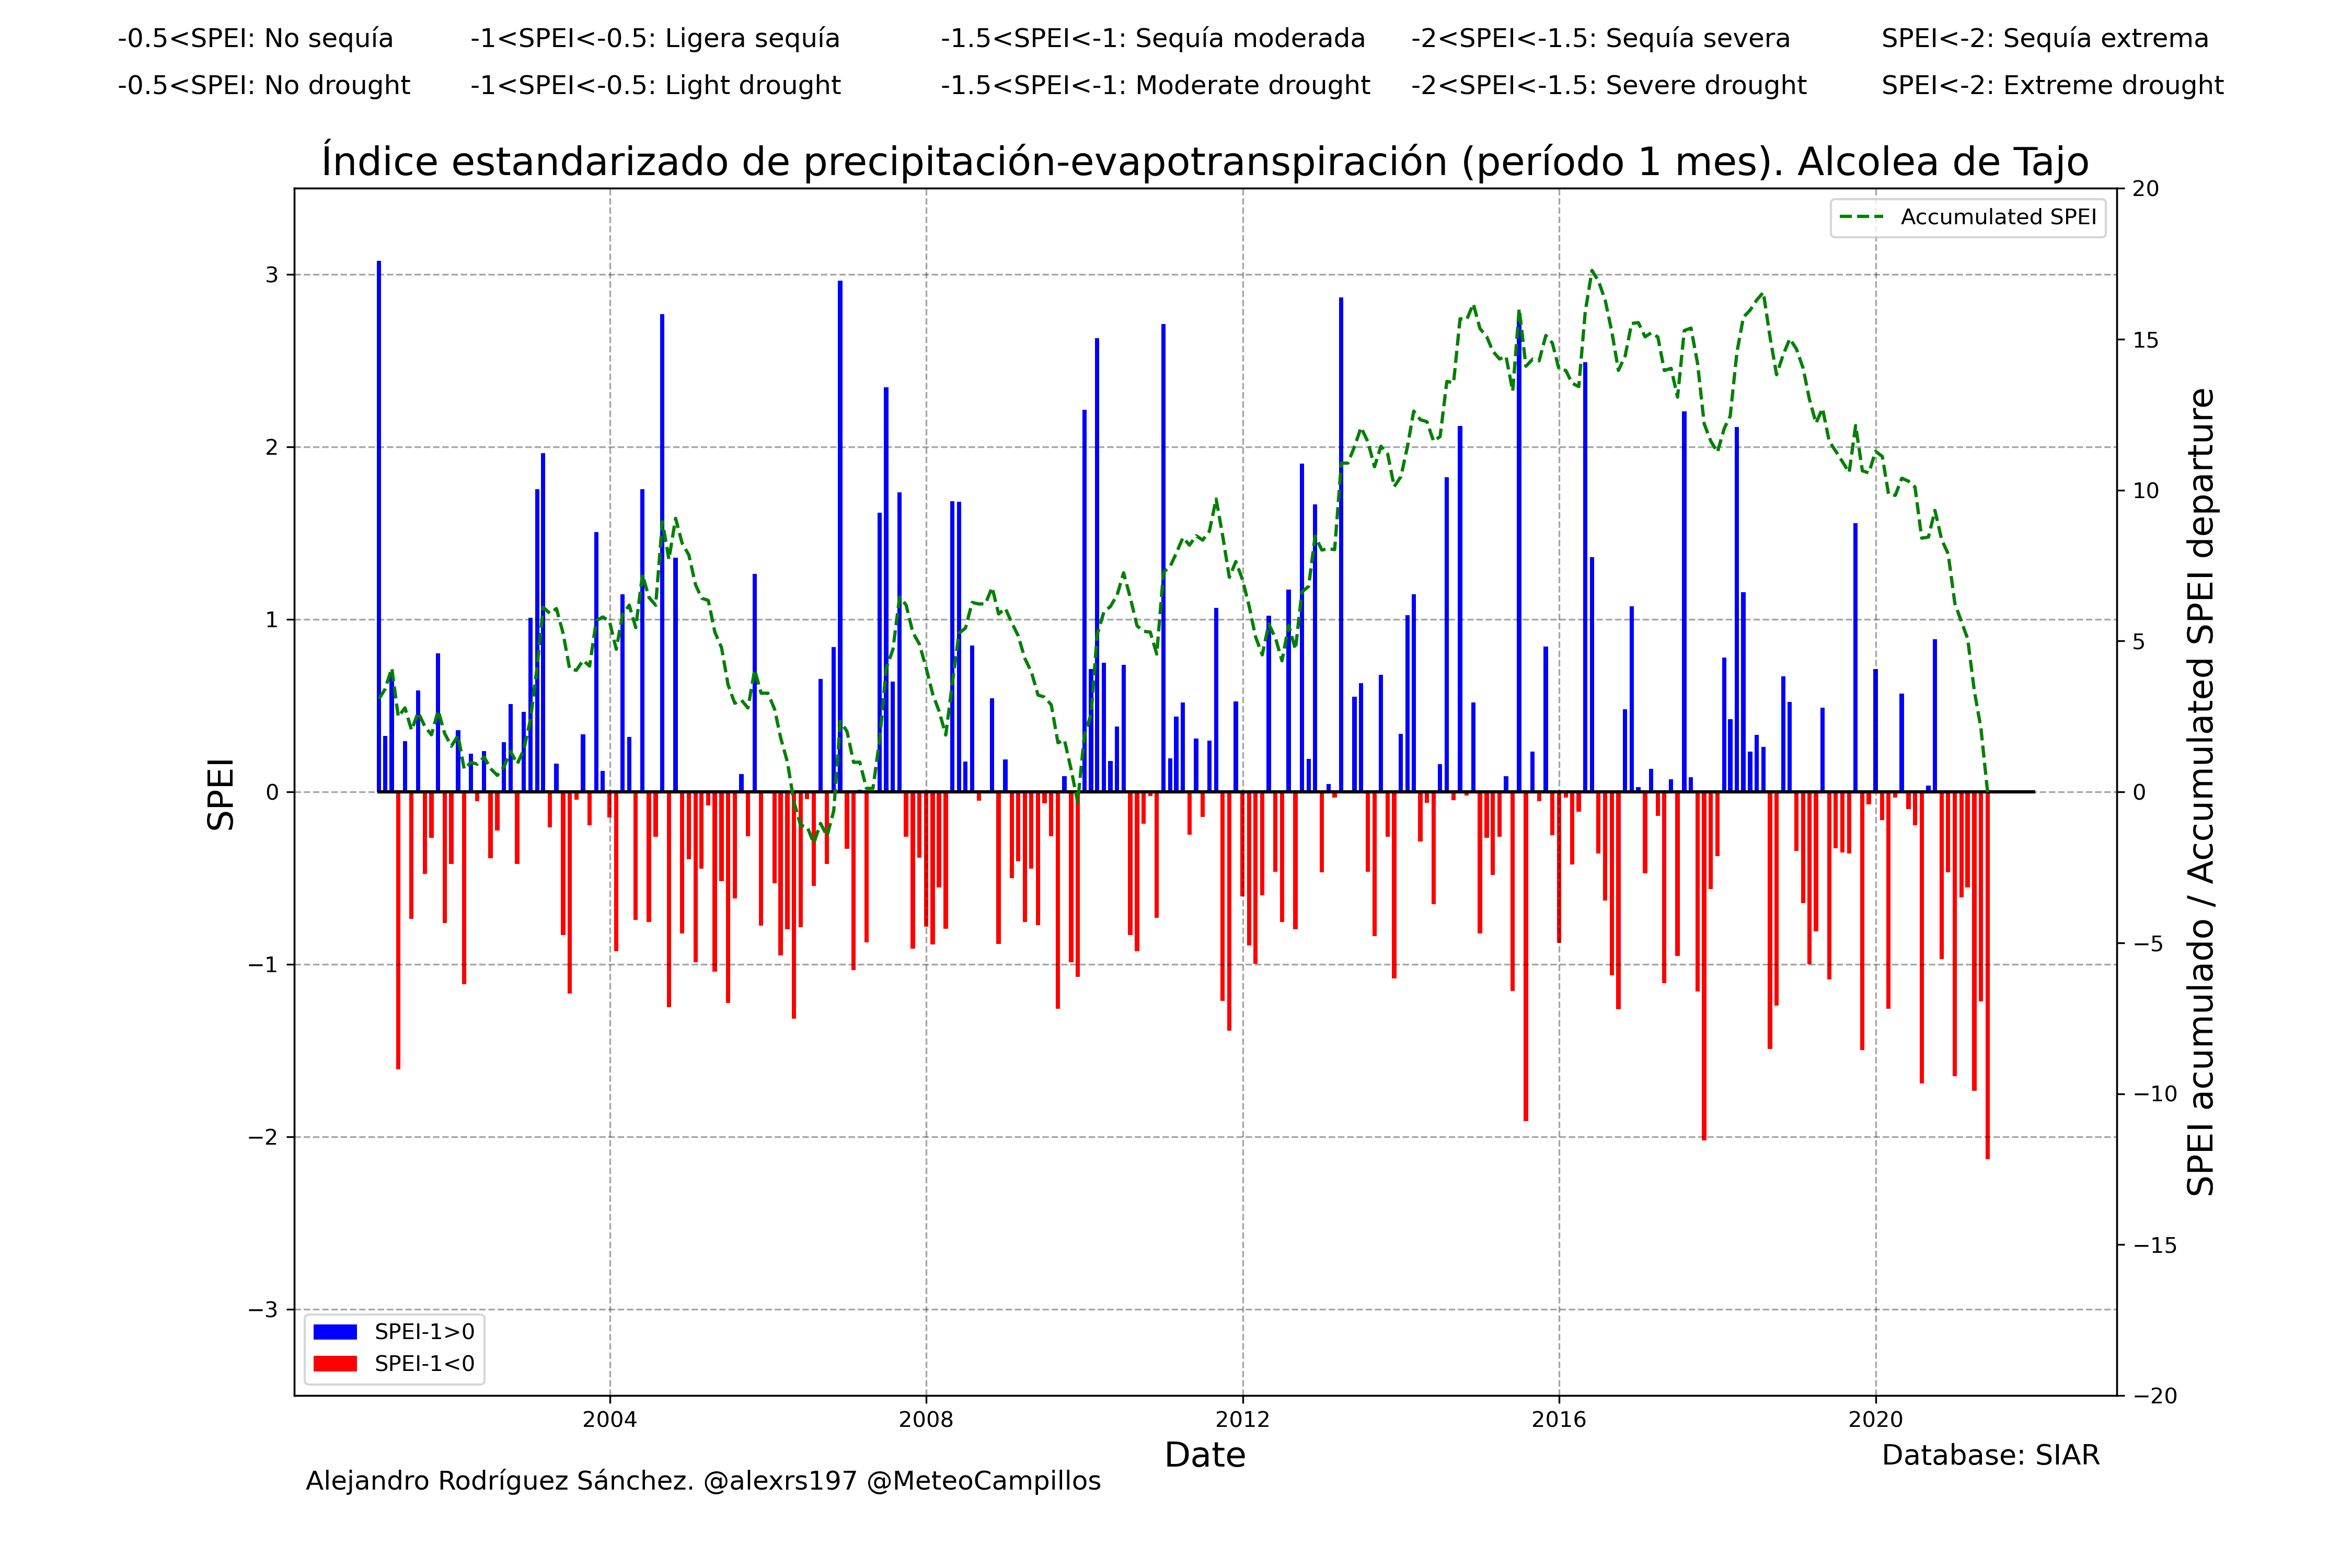 -0.5<SPEI: No sequía -1<SPEI<-0.5: Ligera sequía -1.5<SPEI<-1: Sequía moderada -2<SPEI<-1.5: Sequía severa SPEI<-2: Sequía extrema
-0.5<SPEI: No drought -1<SPEI<-0.5: Light drought -1.5<SPEI<-1: Moderate drought -2<SPEI<-1.5: Severe drought SPEI<-2: Extreme drought
Índice estandarizado de precipitación-evapotranspiración (período 1 mes). Alcolea de Tajo
Accumulated SPEI
SPEI
3
2
1
0
−1
−2
−3
20
15
10
5
0
−5
−10
−15
−20
SPEI acumulado / Accumulated SPEI departure
SPEI-1>0
SPEI-1<0
2004 2008 2012 2016 2020
Date
Database: SIAR
Alejandro Rodríguez Sánchez. @alexrs197 @MeteoCampillos